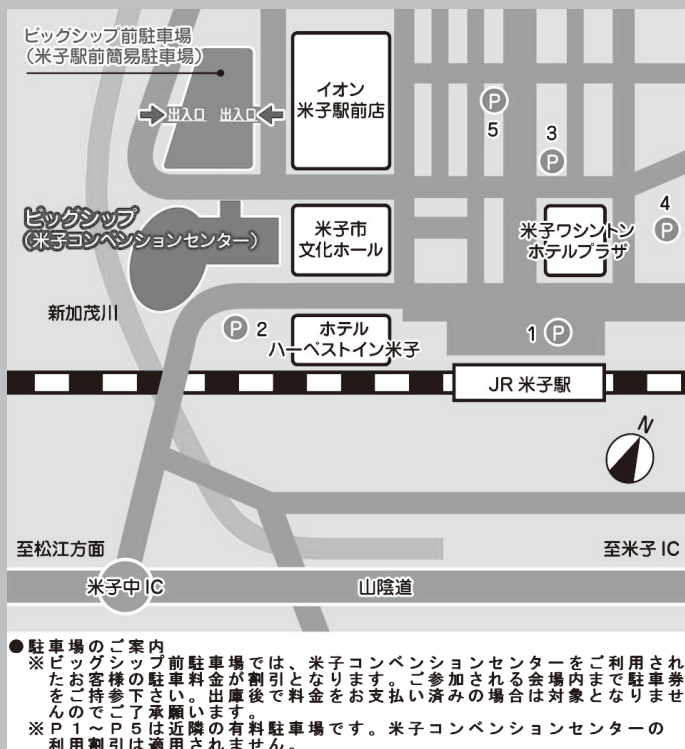 ビッグシップ前駐車場
（米子駅前簡易駐車場）
出入口 出入口
イオン
米子駅前店
P
5
3
P
4
P
ビッグシップ
（米子コンベンションセンター）
米子市
文化ホール
米子ワシントン
ホテルプラザ
新加茂川
P 2
ホテル
ハーベストイン米子
1 P
JR 米子駅
N
至松江方面
至米子 IC
米子中 IC
山陰道
●駐車場のご案内
※ビッグシップ前駐車場では、米子コンベンションセンターをご利用され
たお客様の駐車料金が割引となります。ご参加される会場内まで駐車券
をご持参下さい。出庫後で料金をお支払い済みの場合は対象となりませ
んのでご了承願います。
※Ｐ１～Ｐ５は近隣の有料駐車場です。米子コンベンションセンターの
利用割引は適用されません。